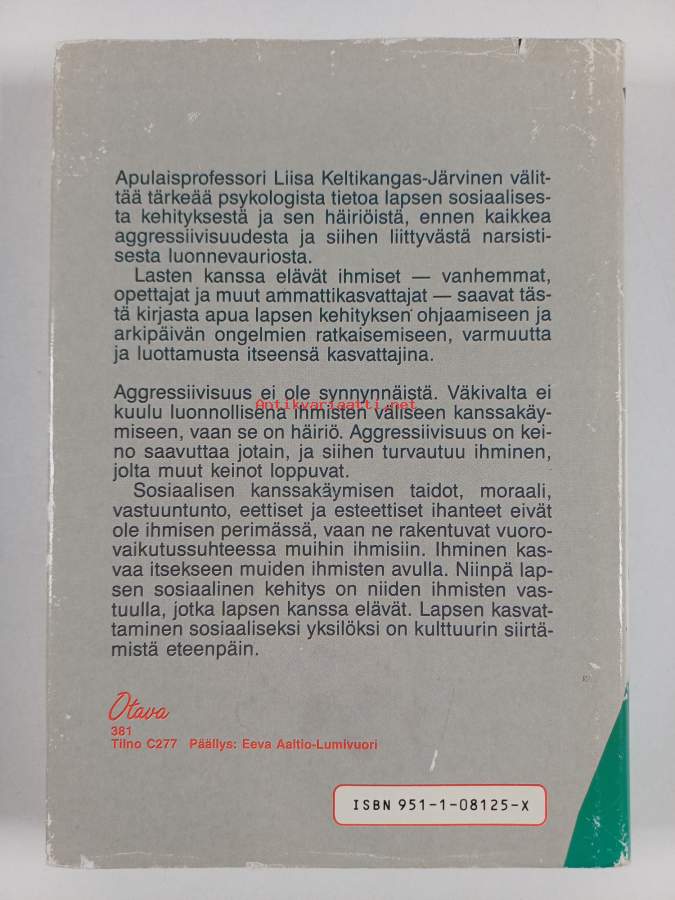 Apulaisprofessori Liisa Keltikangas-Järvinen välit-
tää tärkeää psykologista tietoa lapsen sosiaalises-
ta kehityksestä ja sen häiriöistä, ennen kaikkea
aggressiivisuudesta ja siihen liittyvästä narsisti-
sesta luonnevauriosta.
Lasten kanssa elävät ihmiset — vanhemmat,
opettajat ja muut ammattikasvattajat — saavat täs-
tä kirjasta apua lapsen kehityksen ohjaamiseen ja
arkipäivän ongelmien ratkaisemiseen, varmuutta
ja luottamusta itseensä kasvattajina.
Aggressiivisuus ei ole synnynnäistä. Väkivalta ei
Antikvariaatti.net
kuulu luonnollisena ihmisten väliseen kanssakäy-
miseen, vaan se on häiriö. Aggressiivisuus on kei-
no saavuttaa jotain, ja siihen turvautuu ihminen,
jolta muut keinot loppuvat.
Sosiaalisen kanssakäymisen taidot, moraali,
vastuuntunto, eettiset ja esteettiset ihanteet eivät
ole ihmisen perimässä, vaan ne rakentuvat vuoro-
vaikutussuhteessa muihin ihmisiin. Ihminen kas-
vaa itsekseen muiden ihmisten avulla. Niinpä lap-
sen sosiaalinen kehitys on niiden ihmisten vas-
tuulla, jotka lapsen kanssa elävät. Lapsen kasvat-
taminen sosiaaliseksi yksilöksi on kulttuurin siirtä-
mistä eteenpäin.
Otava
381
Tilno C277 Päällys: Eeva Aaltio-Lumivuori
ISBN 951-1-08125-X